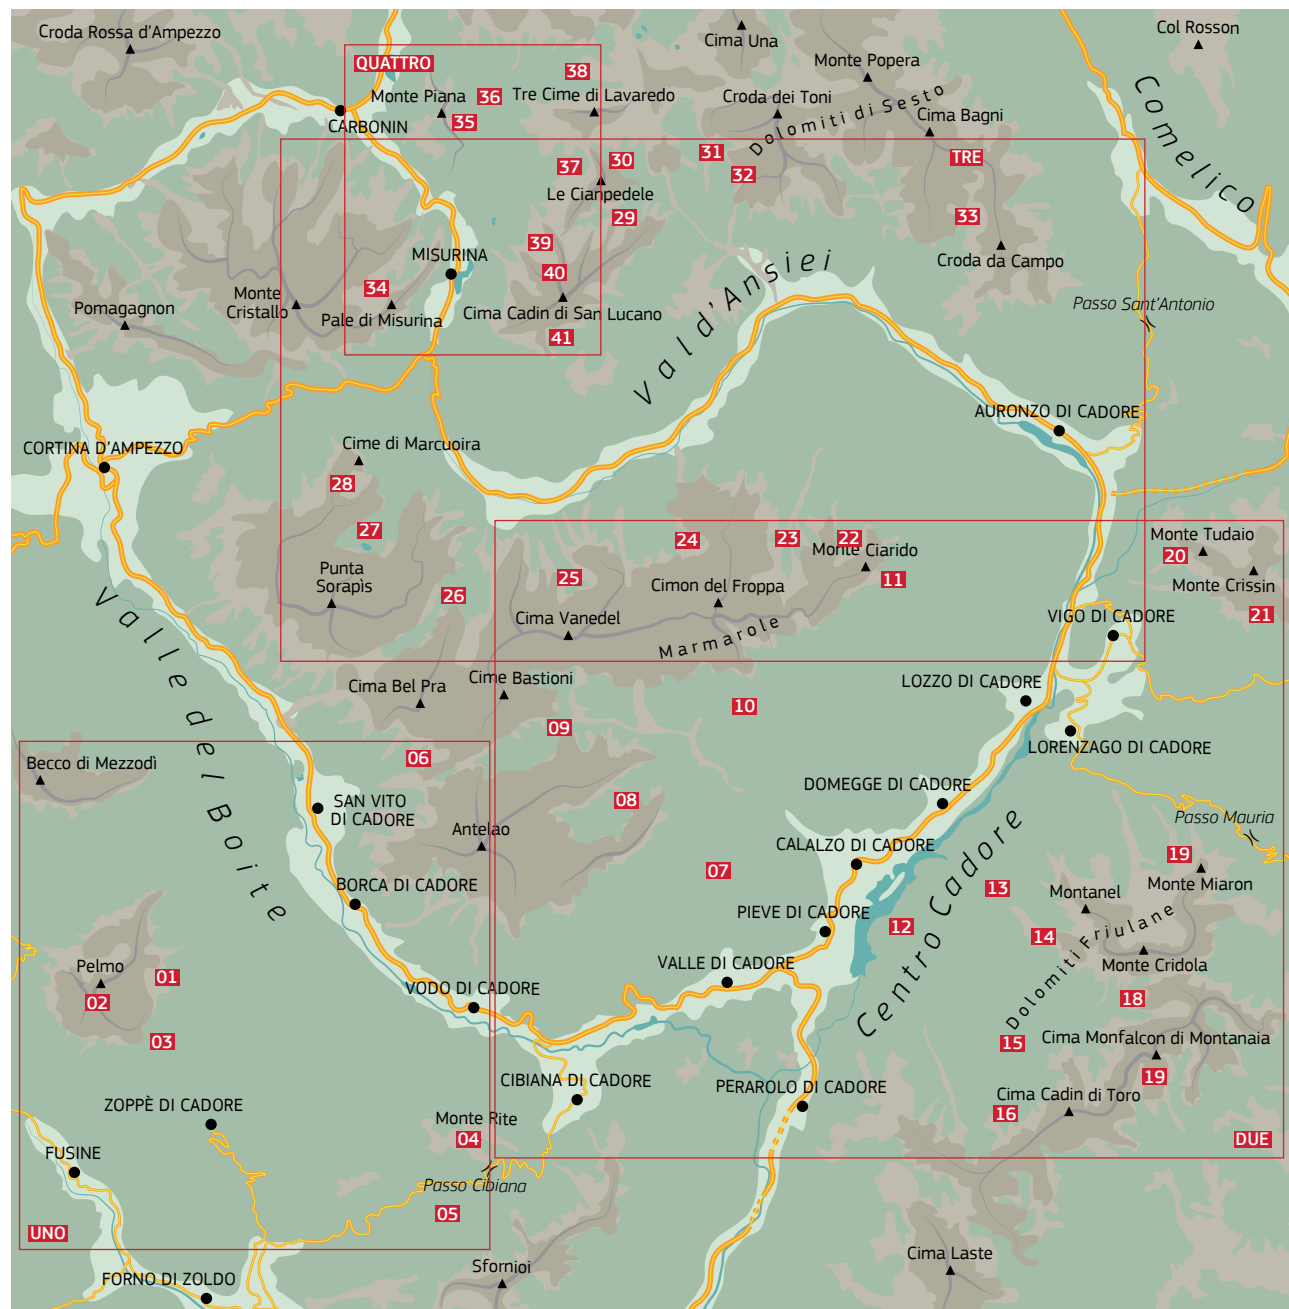 Croda Rossa d'Ampezzo
Cima Una
Col Rosson
QUATTRO
38
Monte Popera
Monte Piana
36
Tre Cime di Lavaredo
Croda dei Toni
Dolomiti di Sesto
Comelico
CARBONIN
35
Cima Bagni
37
30
31
32
TRE
Le Cianpedele
29
33
39
MISURINA
40
Croda da Campo
Val d'Ansiei
34
Monte
Cristallo
Pomagagnon
Pale di Misurina
Cima Cadin di San Lucano
Passo Sant'Antonio
41
AURONZO DI CADORE
CORTINA D'AMPEZZO
Cime di Marcuoira
28
27
24
23
22
Monte Tudaio
20
Monte Ciarido
Punta
Sorapìs
25
Cimon del Froppa
11
Monte Crissin
26
Cima Vanedel
Marmarole
VIGO DI CADORE
21
Valle del Boite
Cima Bel Pra
Cime Bastioni
LOZZO DI CADORE
10
09
LORENZAGO DI CADORE
06
Becco di Mezzodì
DOMEGGE DI CADORE
SAN VITO
DI CADORE
08
Passo Mauria
Antelao
CALALZO DI CADORE
Centro Cadore
19
07
BORCA DI CADORE
13
Montanel
Monte Miaron
PIEVE DI CADORE
12
14
Dolomiti Friulane
Pelmo
01
VALLE DI CADORE
Monte Cridola
02
VODO DI CADORE
18
03
15
Cima Monfalcon di Montanaia
CIBIANA DI CADORE
PERAROLO DI CADORE
19
ZOPPÈ DI CADORE
Cima Cadin di Toro
Monte Rite
16
04
DUE
FUSINE
Passo Cibiana
05
UNO
Cima Laste
FORNO DI ZOLDO
Sfornioi